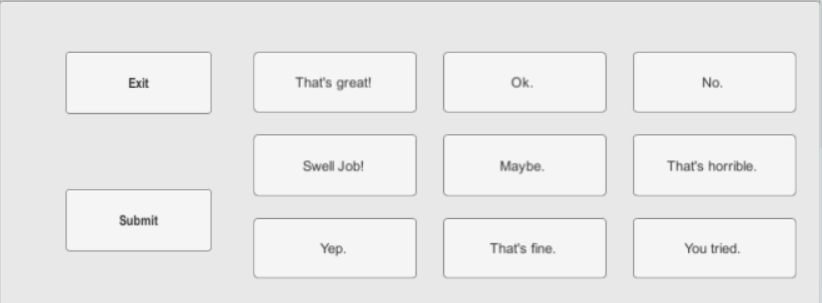 Exit
That's great!
Ok.
No.
Swell Job!
Maybe.
That's horrible.
Submit
Yep.
That's fine.
You tried.